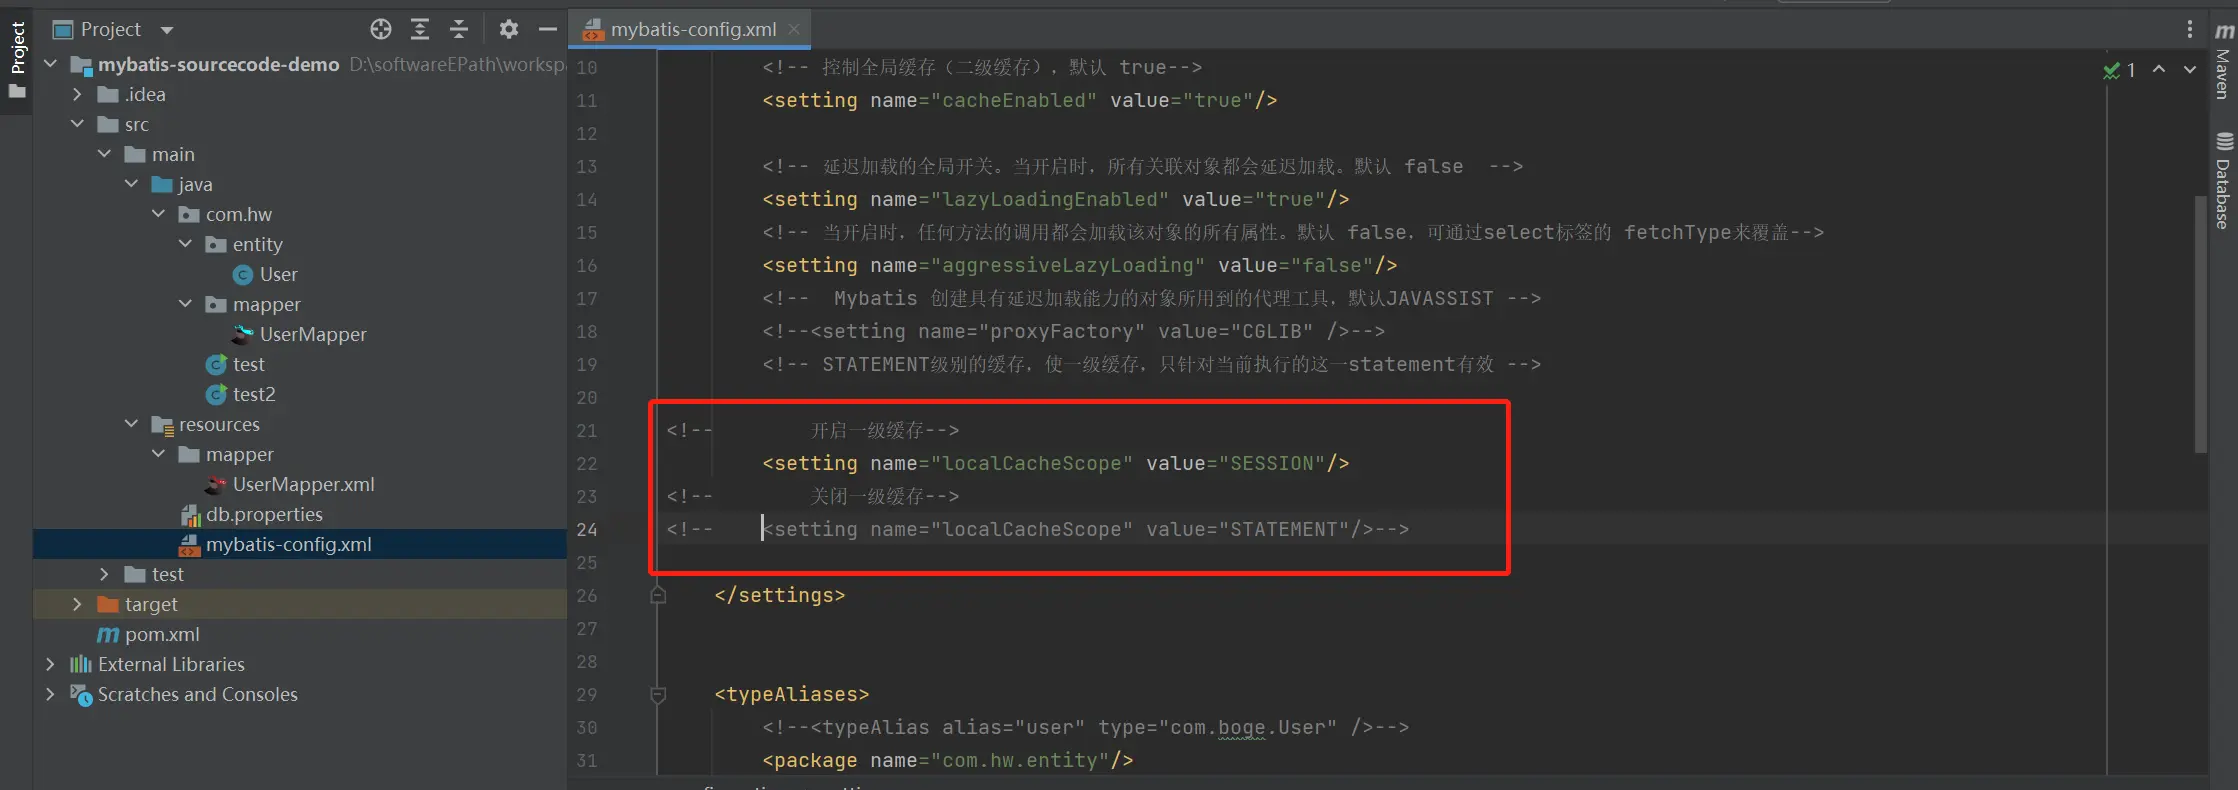 Project
mybatis-config.xml
Project
mybatis-sourcecode-demo D:\softwareEPath\worksp
.idea
src
main
java
com.hw
entity
User
mapper
UserMapper
test
test2
resources
mapper
UserMapper.xml
db.properties
mybatis-config.xml
test
target
pom.xml
External Libraries
Scratches and Consoles
10 <!-- 控制全局缓存（二级缓存），默认 true-->
11 <setting name="cacheEnabled" value="true"/>
12
13 <!-- 延迟加载的全局开关。当开启时，所有关联对象都会延迟加载。默认 false  -->
14 <setting name="lazyLoadingEnabled" value="true"/>
15 <!-- 当开启时，任何方法的调用都会加载该对象的所有属性。默认 false，可通过select标签的 fetchType来覆盖-->
16 <setting name="aggressiveLazyLoading" value="false"/>
17 <!--  Mybatis 创建具有延迟加载能力的对象所用到的代理工具，默认JAVASSIST -->
18 <!--<setting name="proxyFactory" value="CGLIB" />-->
19 <!-- STATEMENT级别的缓存，使一级缓存，只针对当前执行的这一statement有效 -->
20
21 <!--        开启一级缓存-->
22 <setting name="localCacheScope" value="SESSION"/>
23 <!--        关闭一级缓存-->
24 <!--    <setting name="localCacheScope" value="STATEMENT"/>-->
25
26 </settings>
27
28
29 <typeAliases>
30 <!--<typeAlias alias="user" type="com.boge.User" />-->
31 <package name="com.hw.entity"/>
1
m
Maven
Database